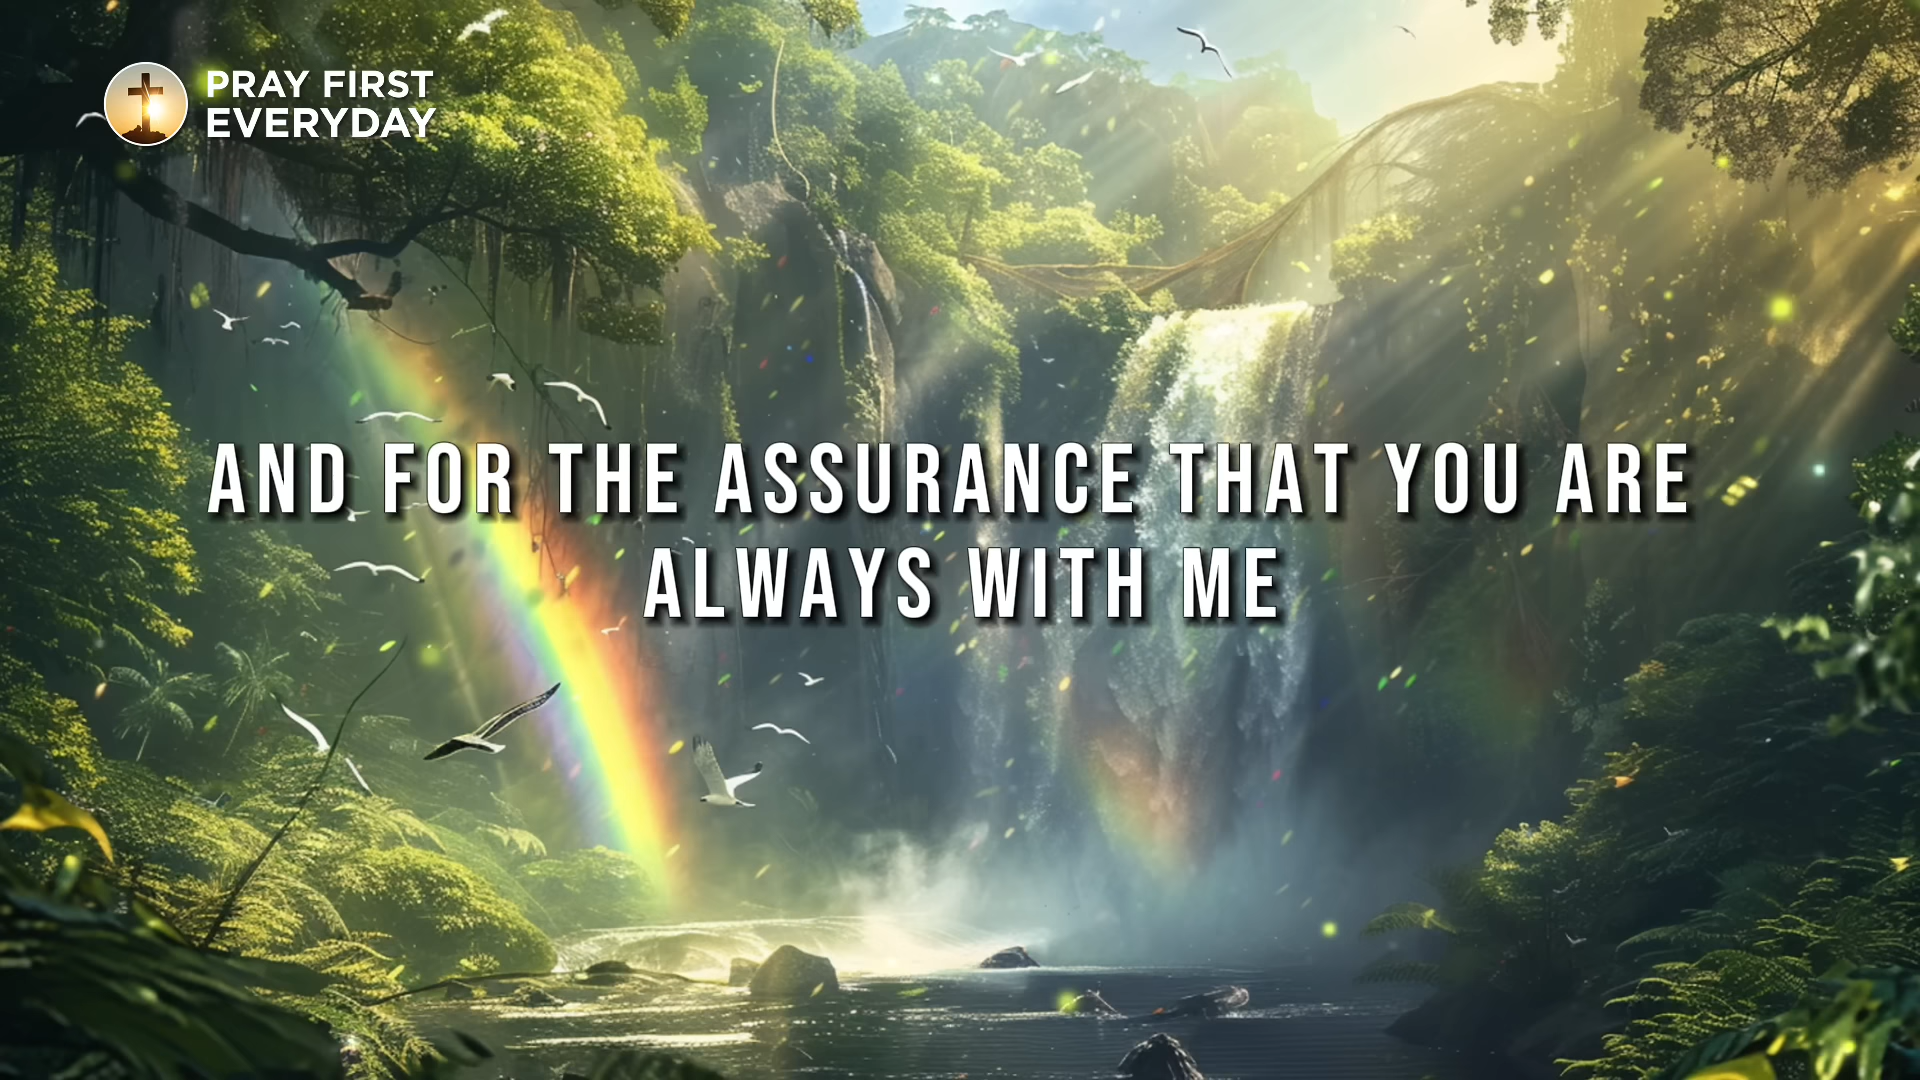 PRAY FIRST
EVERYDAY
AND FOR THE ASSURANCE THAT YOU ARE
ALWAYS WITH ME